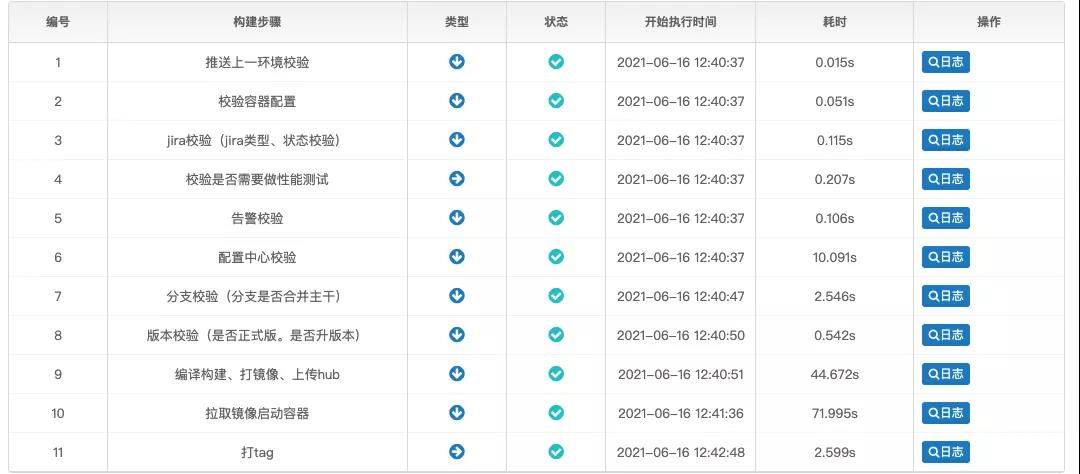 编号 构建步骤 类型 状态 开始执行时间 耗时 操作
1 推送上一环境校验 2021-06-16 12:40:37 0.015s 日志
2 校验容器配置 2021-06-16 12:40:37 0.051s 日志
3 jira校验（jira类型、状态校验） 2021-06-16 12:40:37 0.115s 日志
4 校验是否需要做性能测试 2021-06-16 12:40:37 0.207s 日志
5 告警校验 2021-06-16 12:40:37 0.106s 日志
6 配置中心校验 2021-06-16 12:40:37 10.091s 日志
7 分支校验（分支是否合并主干） 2021-06-16 12:40:47 2.546s 日志
8 版本校验（是否正式版。是否升版本） 2021-06-16 12:40:50 0.542s 日志
9 编译构建、打镜像、上传hub 2021-06-16 12:40:51 44.672s 日志
10 拉取镜像启动容器 2021-06-16 12:41:36 71.995s 日志
11 打tag 2021-06-16 12:42:48 2.599s 日志